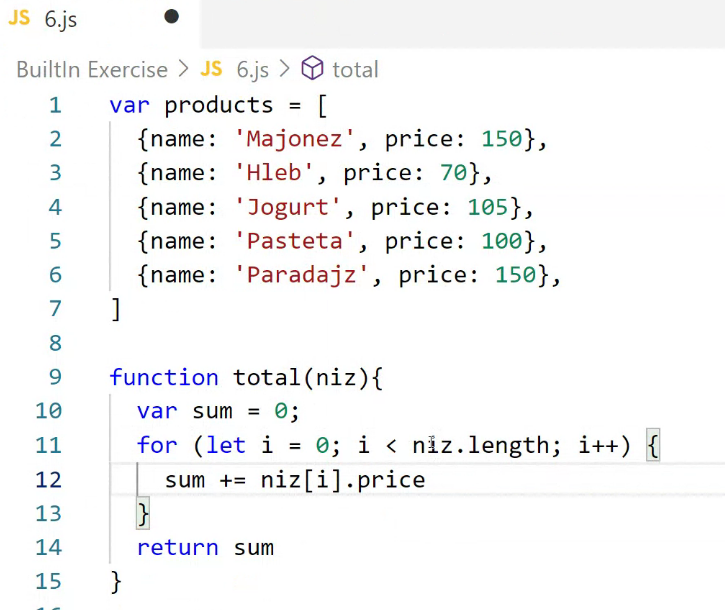 JS 6.js
BuiltIn Exercise > JS 6.js > total
1 var products = [
2 {name: 'Majonez', price: 150},
3 {name: 'Hleb', price: 70},
4 {name: 'Jogurt', price: 105},
5 {name: 'Pasteta', price: 100},
6 {name: 'Paradajz', price: 150},
7 ]
8
9 function total(niz){
10 var sum = 0;
11 for (let i = 0; i < niz.length; i++) {
12 sum += niz[i].price
13 }
14 return sum
15 }